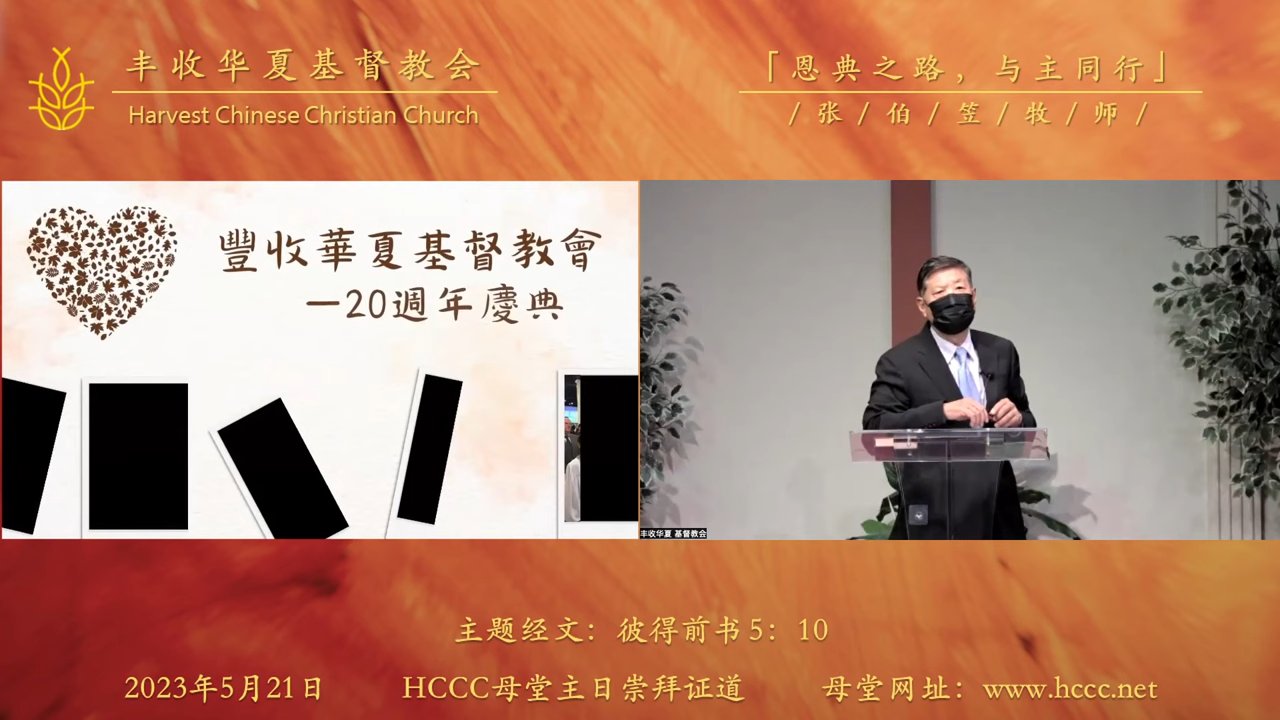 丰收华夏基督教会
Harvest Chinese Christian Church
「恩典之路，与主同行」
/ 张 / 伯 / 笠 / 牧 / 师 /
豐收華夏基督教會
—20週年慶典
丰收华夏 基督教会
主题经文：彼得前书 5：10
2023年5月21日
HCCC母堂主日崇拜证道
母堂网址：www.hccc.net